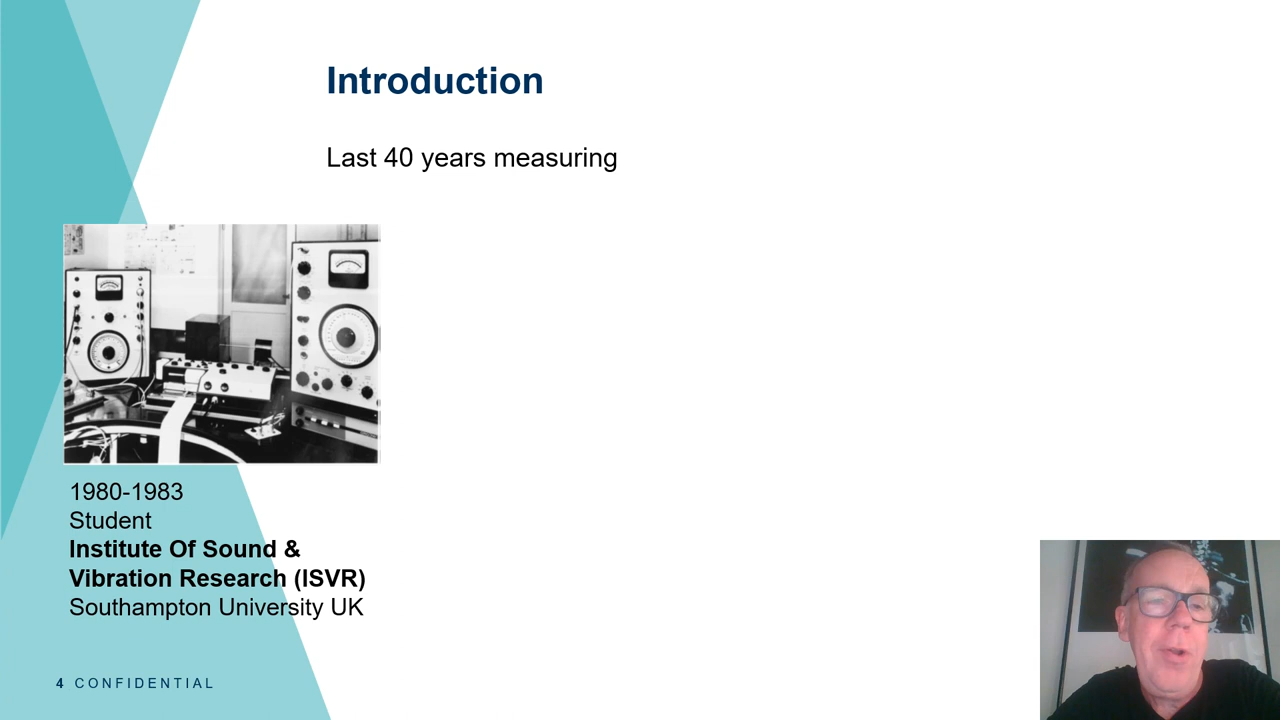 Introduction
Last 40 years measuring
1980-1983
Student
Institute Of Sound &
Vibration Research (ISVR)
Southampton University UK
4 CONFIDENTIAL